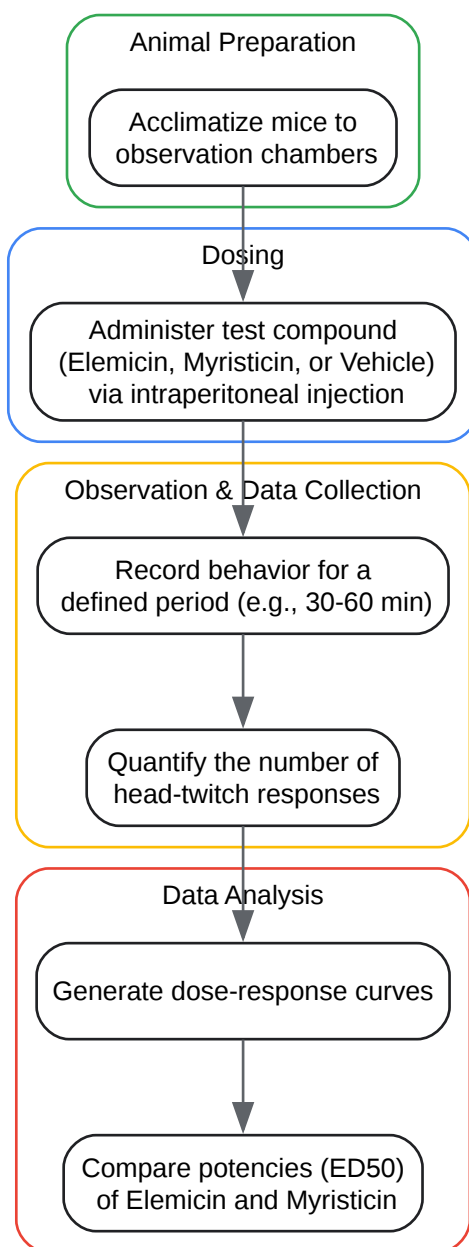 Animal Preparation
Acclimatize mice to
observation chambers
Dosing
Administer test compound
(Elemicin, Myristicin, or Vehicle)
via intraperitoneal injection
Observation & Data Collection
Record behavior for a
defined period (e.g., 30-60 min)
Quantify the number of
head-twitch responses
Data Analysis
Generate dose-response curves
Compare potencies (ED50)
of Elemicin and Myristicin